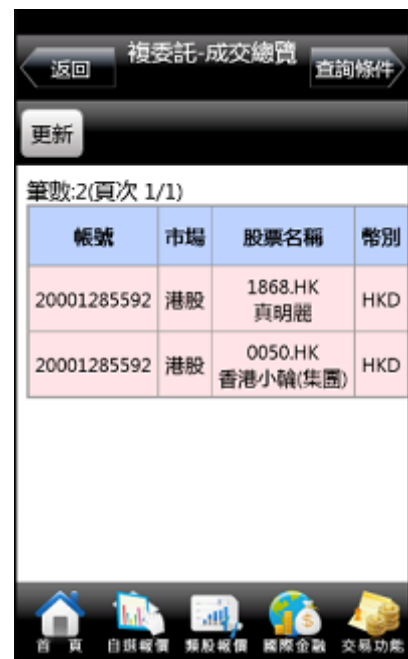 返回
複委託-成交總覽
查詢條件
更新
筆數:2(頁次 1/1)
帳號 市場 股票名稱 幣別
20001285592 港股 1868.HK 真明麗 HKD
20001285592 港股 0050.HK 香港小輪(集團) HKD
首 頁 自選報價 類股報價 國際金融 交易功能